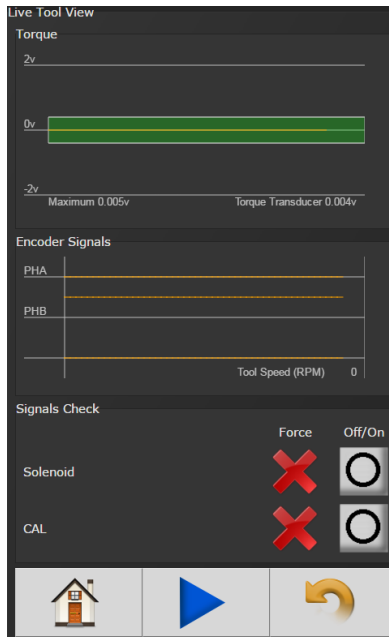 Live Tool View
Torque
2v
0v
-2v
Maximum 0.005v Torque Transducer 0.004v
Encoder Signals
PHA
PHB
Tool Speed (RPM) 0
Signals Check
Force Off/On
Solenoid
CAL